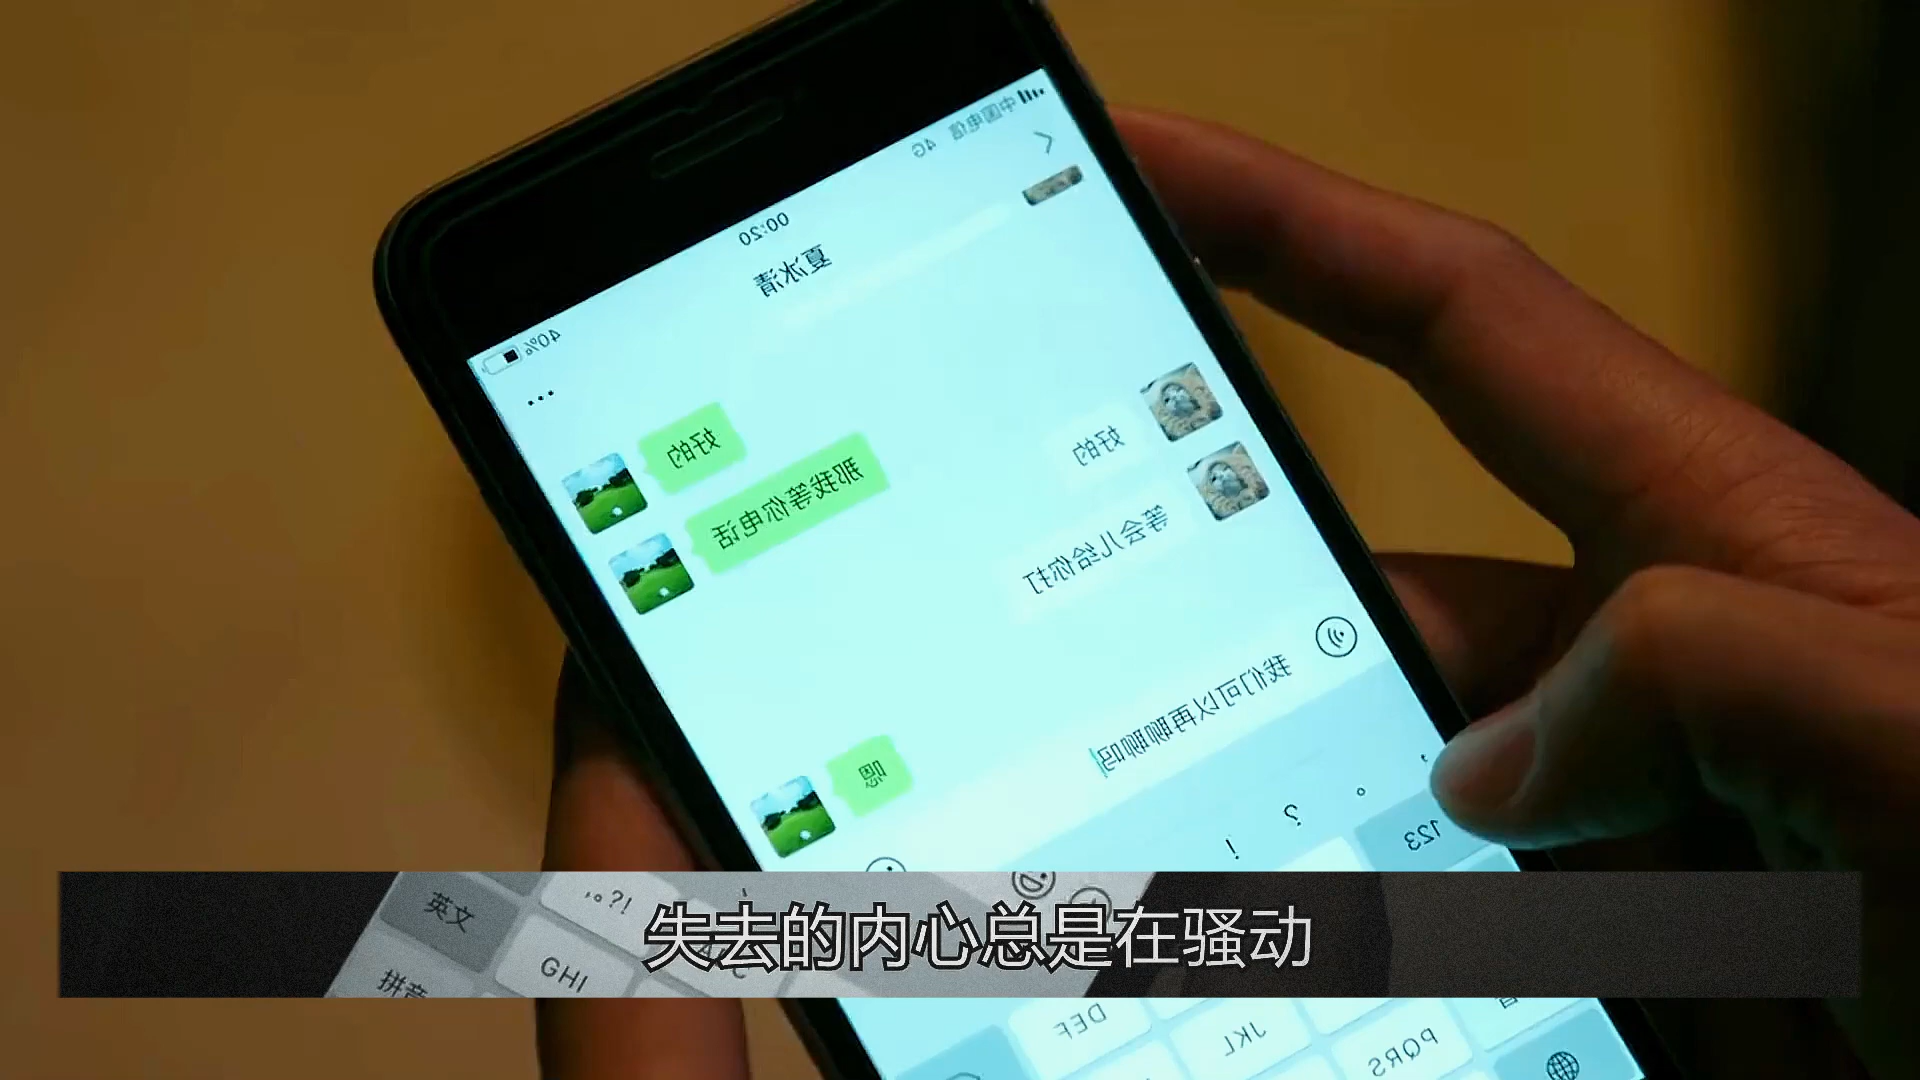 中国电信 4G
00:20
40%
夏冰清
好的
那我等你电话
好的
等会儿给你打
嗯
我们可以再聊聊吗
，。？！
123
英文
,。?!
拼音
GHI
DEF
JKL
PQRS
失去的内心总是在骚动